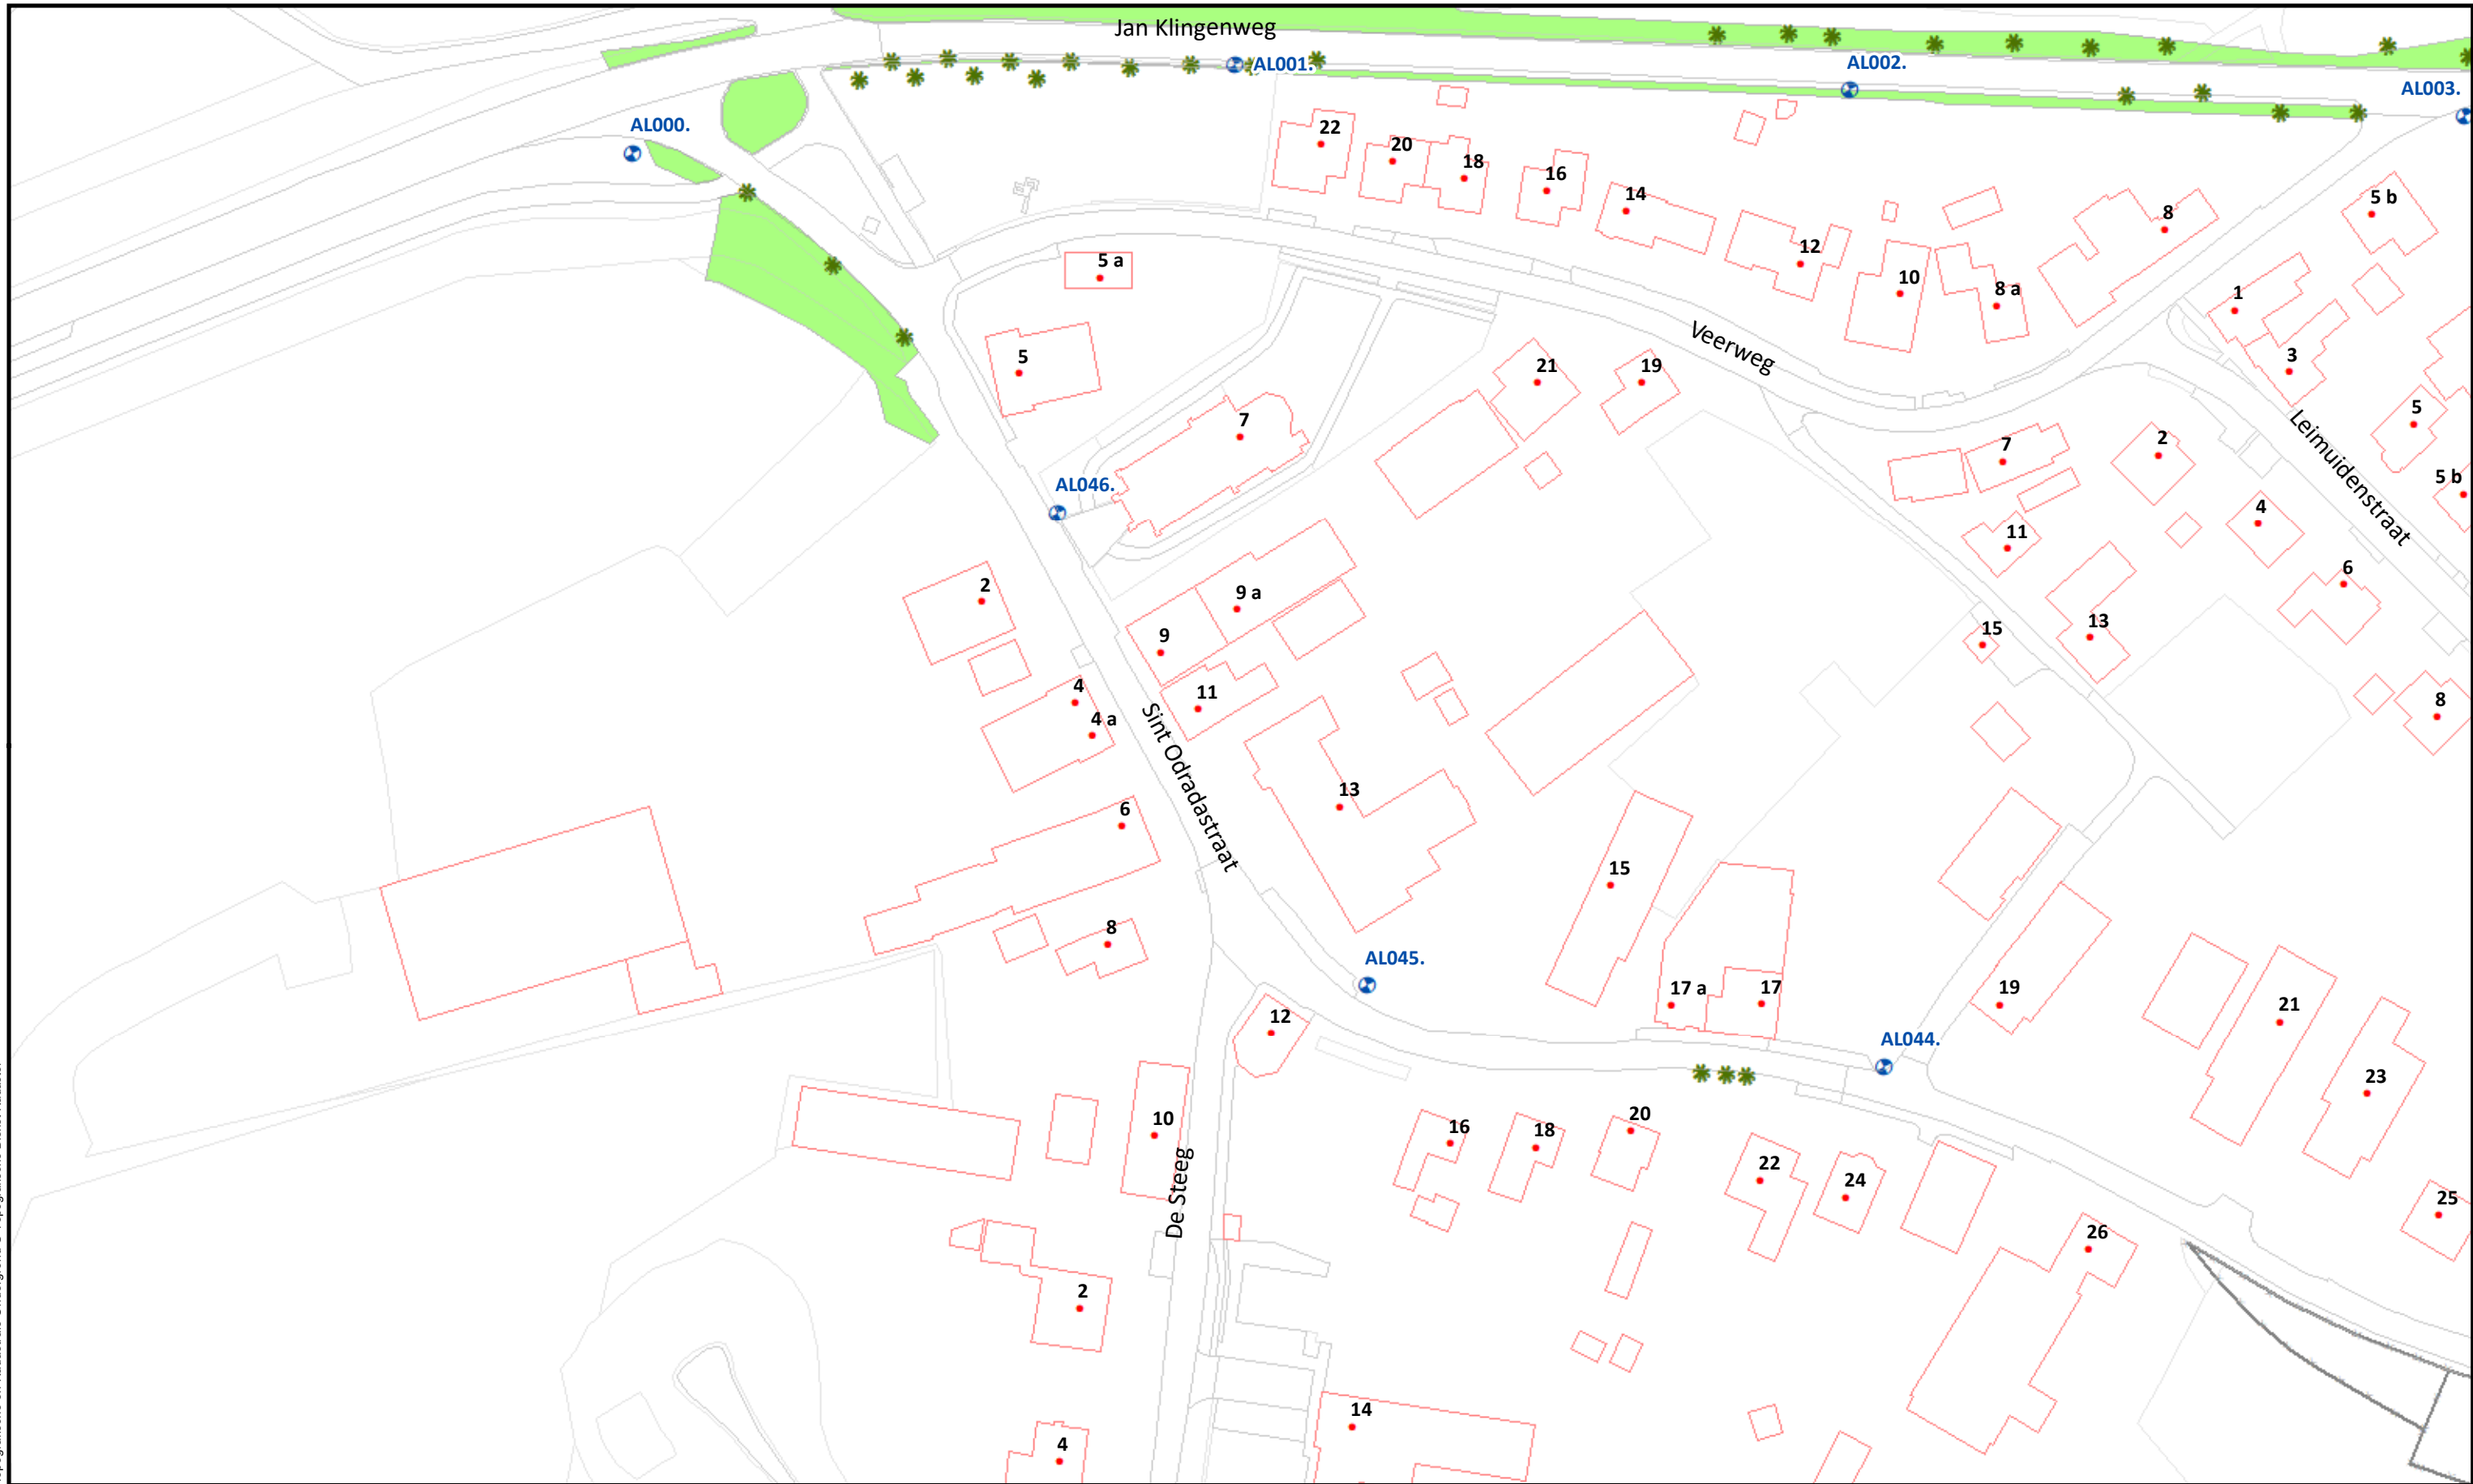 Jan Klingenweg
AL001.
AL002.
AL003.
AL000.
22
20
18
16
14
12
10
8 a
8
5 b
5 a
5
7
21
19
Veerweg
1
3
5
5 b
Leimuidenstraat
2
4
6
8
7
11
13
15
AL046.
2
9 a
9
11
4
4 a
Sint Odradastraat
13
6
8
15
17 a
17
19
21
23
25
AL045.
AL044.
12
10
De Steeg
16
18
20
22
24
26
2
4
14